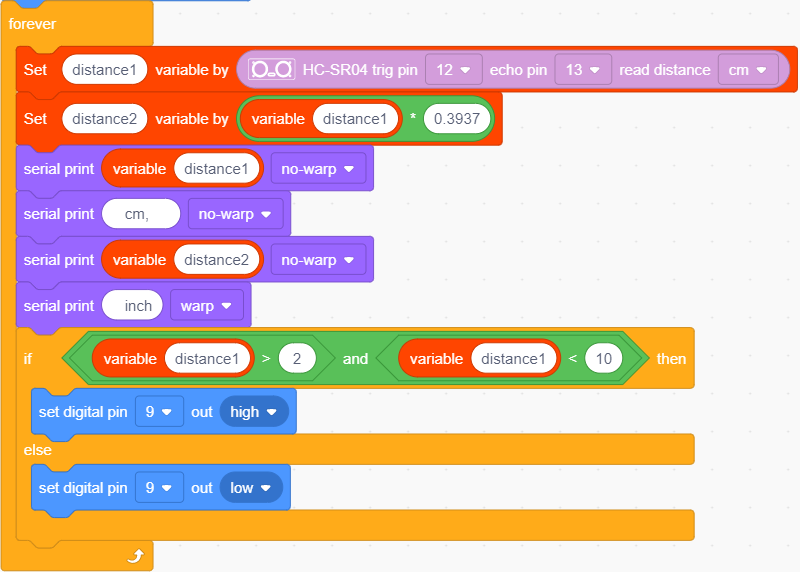 forever
Set distance1 variable by HC-SR04 trig pin 12 echo pin 13 read distance cm
Set distance2 variable by variable distance1 * 0.3937
serial print variable distance1 no-warp
serial print cm, no-warp
serial print variable distance2 no-warp
serial print inch warp
if variable distance1 > 2 and variable distance1 < 10 then
set digital pin 9 out high
else
set digital pin 9 out low